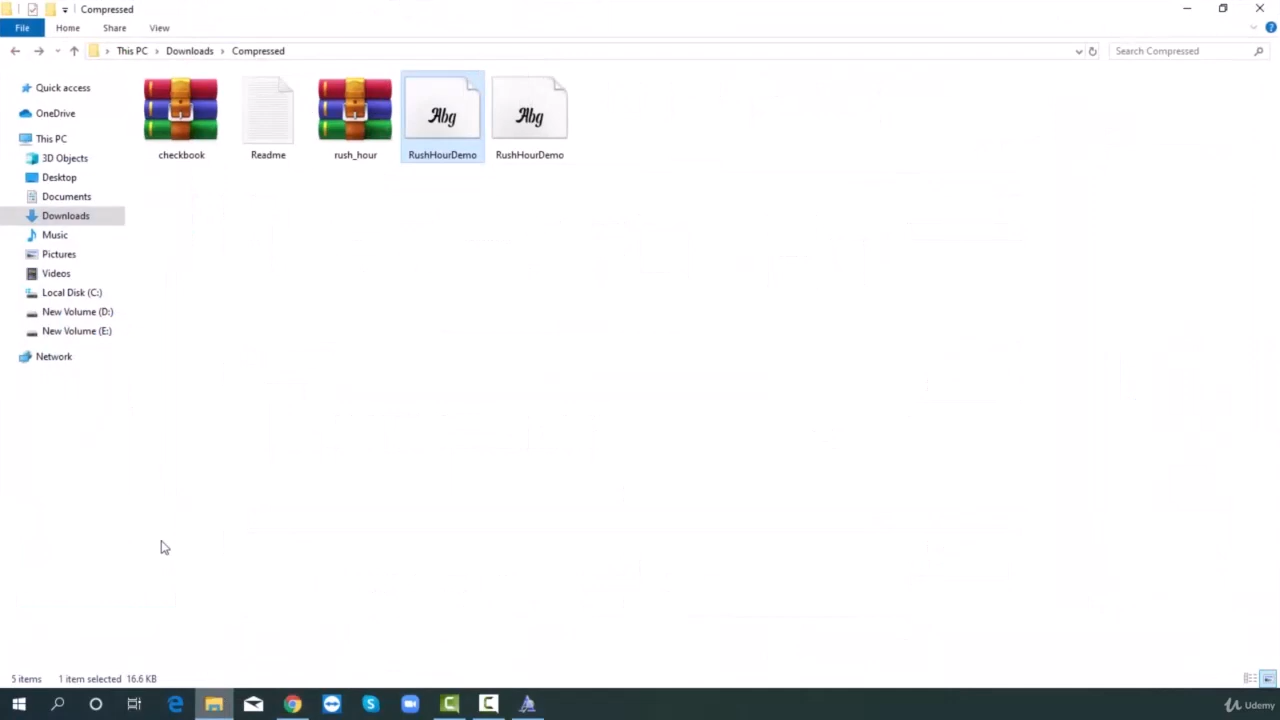 Compressed
File Home Share View
This PC Downloads Compressed
Search Compressed
Quick access
OneDrive
This PC
3D Objects
Desktop
Documents
Downloads
Music
Pictures
Videos
Local Disk (C:)
New Volume (D:)
New Volume (E:)
Network
Abg Abg
checkbook Readme rush_hour RushHourDemo RushHourDemo
5 items 1 item selected 16.6 KB
Udemy